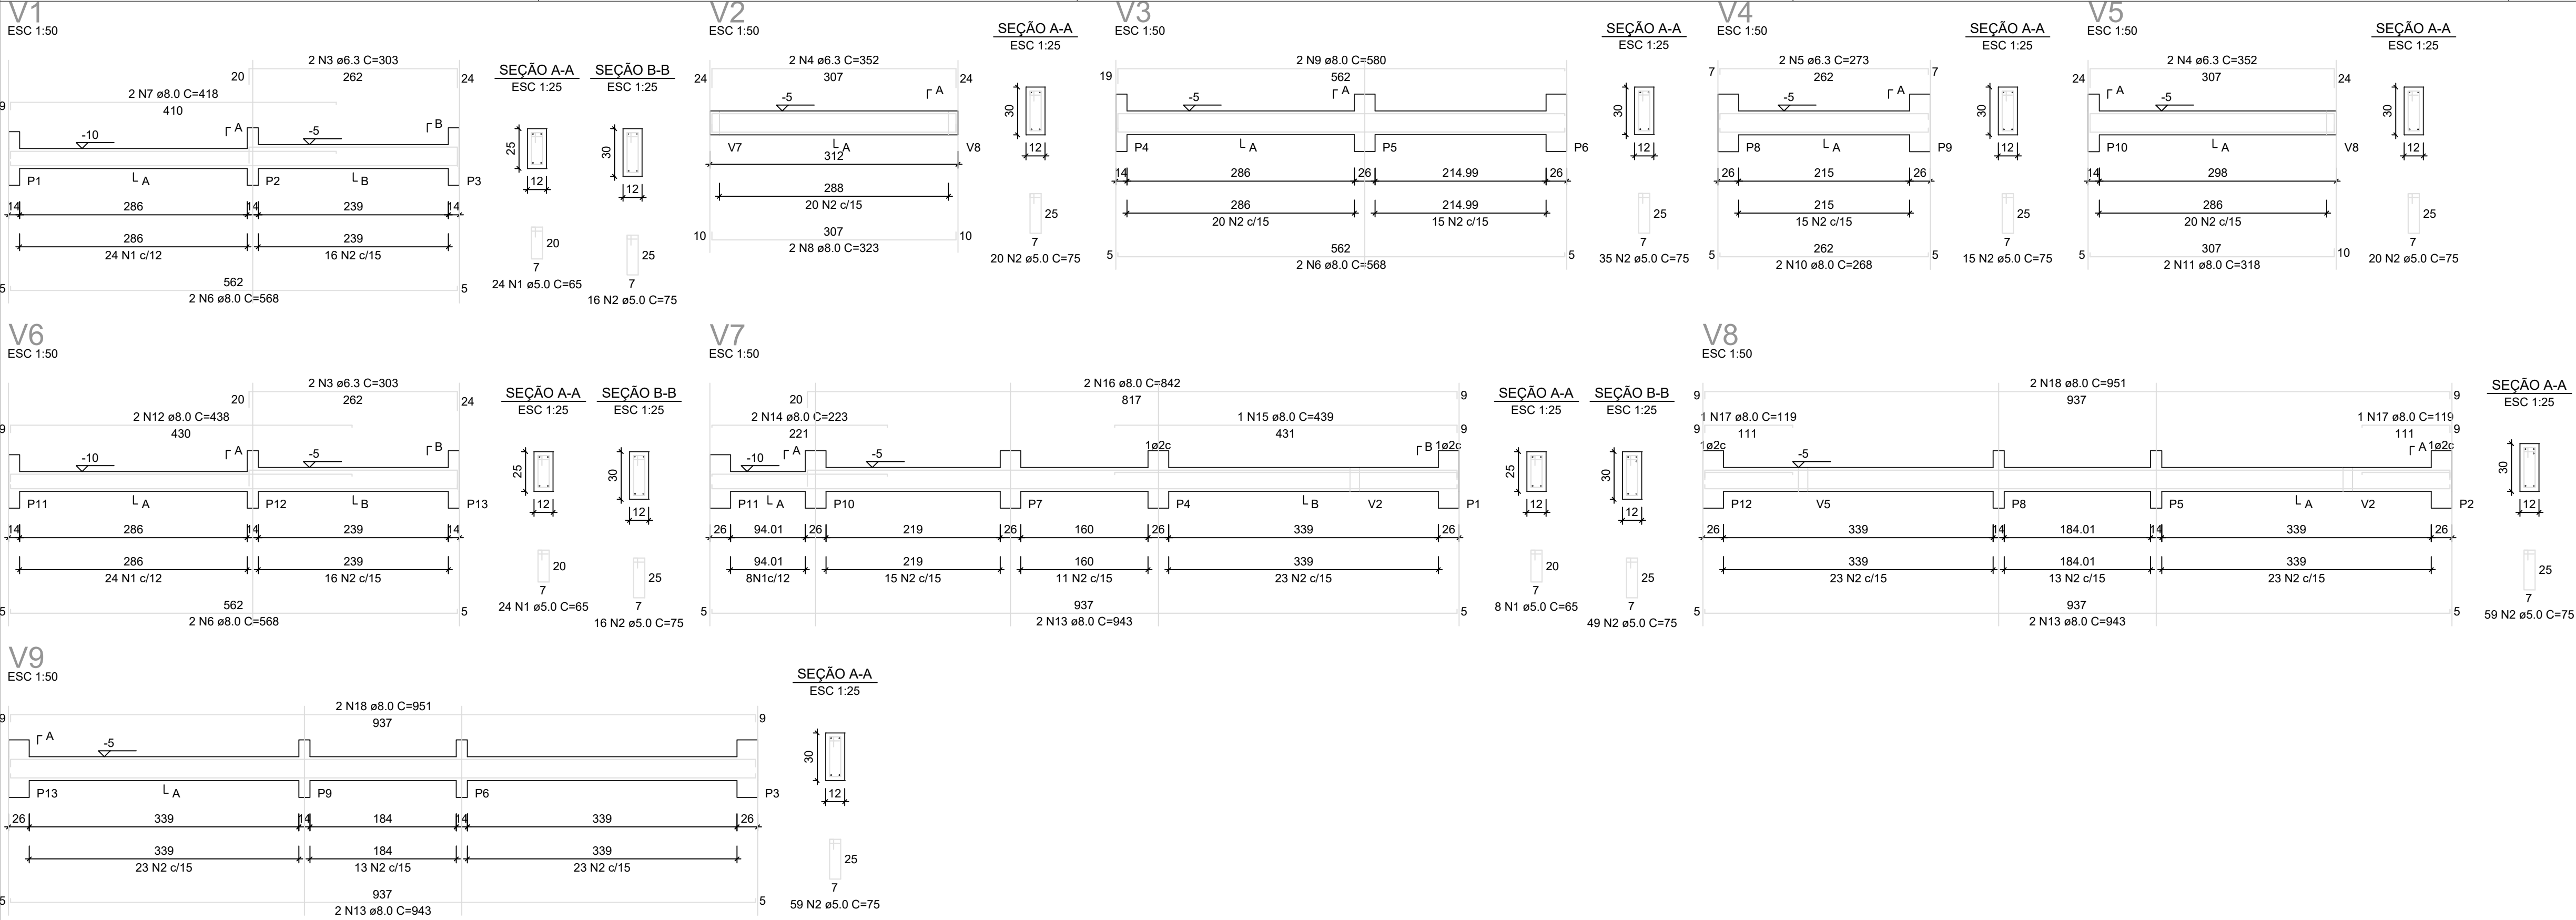 V1
ESC 1:50
2 N3 ø6.3 C=303
20 262 24
2 N7 ø8.0 C=418
9 410
-10 A -5 B
P1 A P2 B P3
14 286 14 239 14
286 239
24 N1 c/12 16 N2 c/15
562
5 5
2 N6 ø8.0 C=568
SEÇÃO A-A
ESC 1:25
25
12
20
7
24 N1 ø5.0 C=65
SEÇÃO B-B
ESC 1:25
30
12
25
7
16 N2 ø5.0 C=75
V2
ESC 1:50
2 N4 ø6.3 C=352
24 307 24
-5 A
V7 A V8
312
288
20 N2 c/15
10 307 10
2 N8 ø8.0 C=323
SEÇÃO A-A
ESC 1:25
30
12
25
7
20 N2 ø5.0 C=75
V3
ESC 1:50
2 N9 ø8.0 C=580
19 562
-5 A
P4 A P5 P6
14 286 26 214.99 26
286 214.99
20 N2 c/15 15 N2 c/15
5 562 5
2 N6 ø8.0 C=568
SEÇÃO A-A
ESC 1:25
30
12
25
7
35 N2 ø5.0 C=75
V4
ESC 1:50
2 N5 ø6.3 C=273
7 262 7
-5 A
P8 A P9
26 215 26
215
15 N2 c/15
5 262 5
2 N10 ø8.0 C=268
SEÇÃO A-A
ESC 1:25
30
12
25
7
15 N2 ø5.0 C=75
V5
ESC 1:50
2 N4 ø6.3 C=352
24 307 24
A -5
P10 A V8
14 298
286
20 N2 c/15
5 307 10
2 N11 ø8.0 C=318
SEÇÃO A-A
ESC 1:25
30
12
25
7
20 N2 ø5.0 C=75
V6
ESC 1:50
2 N3 ø6.3 C=303
20 262 24
2 N12 ø8.0 C=438
9 430
-10 A -5 B
P11 A P12 B P13
14 286 14 239 14
286 239
24 N1 c/12 16 N2 c/15
5 562 5
2 N6 ø8.0 C=568
SEÇÃO A-A
ESC 1:25
25
12
20
7
24 N1 ø5.0 C=65
SEÇÃO B-B
ESC 1:25
30
12
25
7
16 N2 ø5.0 C=75
V7
ESC 1:50
2 N16 ø8.0 C=842
20 817 9
2 N14 ø8.0 C=223 1 N15 ø8.0 C=439
221 431 9
-10 A -5 1ø2c B 1ø2c
P11 A P10 P7 P4 B V2 P1
26 94.01 26 219 26 160 26 339 26
94.01 219 160 339
8N1c/12 15 N2 c/15 11 N2 c/15 23 N2 c/15
5 937 5
2 N13 ø8.0 C=943
SEÇÃO A-A
ESC 1:25
25
12
20
7
8 N1 ø5.0 C=65
SEÇÃO B-B
ESC 1:25
30
12
25
7
49 N2 ø5.0 C=75
V8
ESC 1:50
2 N18 ø8.0 C=951
9 937 9
1 N17 ø8.0 C=119 1 N17 ø8.0 C=119
9 111 111 9
1ø2c -5 A 1ø2c
P12 V5 P8 P5 A V2 P2
26 339 14 184.01 14 339 26
339 184.01 339
23 N2 c/15 13 N2 c/15 23 N2 c/15
5 937 5
2 N13 ø8.0 C=943
SEÇÃO A-A
ESC 1:25
30
12
25
7
59 N2 ø5.0 C=75
V9
ESC 1:50
2 N18 ø8.0 C=951
9 937 9
A -5
P13 A P9 P6 P3
26 339 14 184 14 339 26
339 184 339
23 N2 c/15 13 N2 c/15 23 N2 c/15
5 937 5
2 N13 ø8.0 C=943
SEÇÃO A-A
ESC 1:25
30
12
25
7
59 N2 ø5.0 C=75